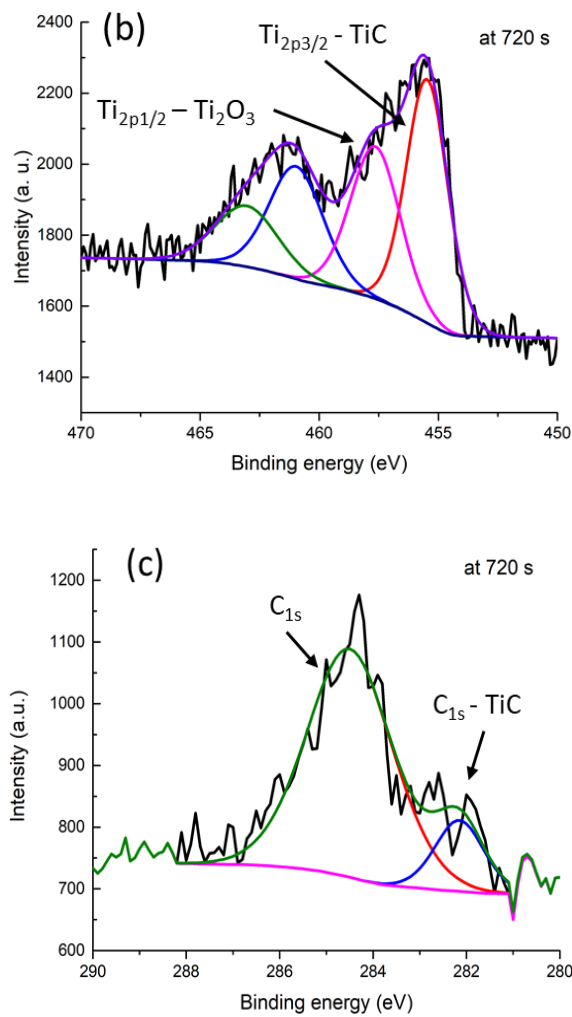 (b)
Ti2p3/2 - TiC
at 720 s
Ti2p1/2 – Ti2O3
2400
2200
2000
1800
1600
1400
Intensity (a. u.)
470 465 460 455 450
Binding energy (eV)
(c)
at 720 s
C1s
C1s - TiC
1200
1100
1000
900
800
700
600
Intensity (a.u.)
290 288 286 284 282 280
Binding energy (eV)